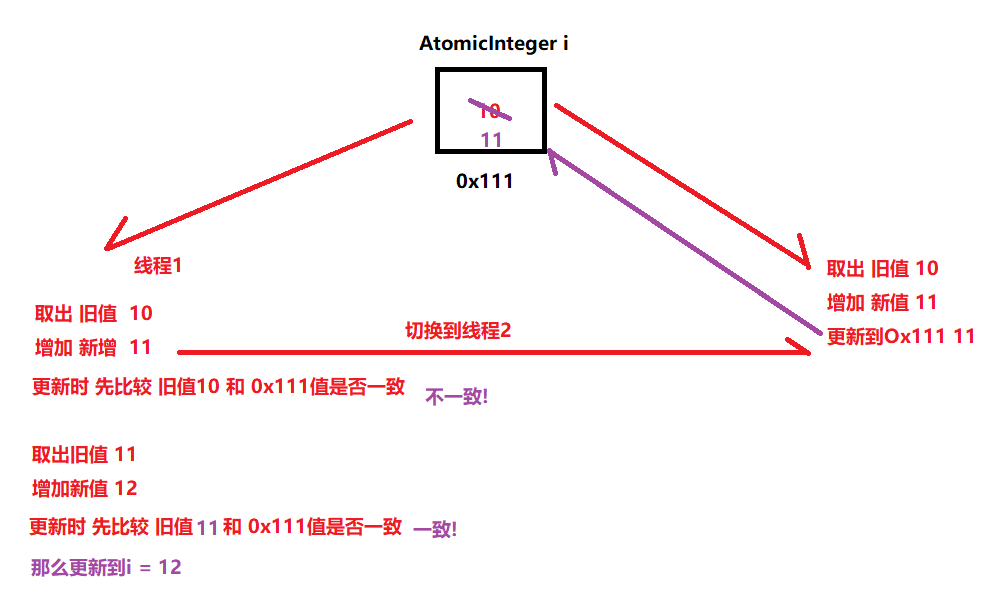 AtomicInteger i
10
11
0x111
线程1
取出 旧值 10
增加 新增 11
更新时 先比较 旧值10 和 0x111值是否一致
不一致!
切换到线程2
取出 旧值 10
增加 新值 11
更新到Ox111 11
取出旧值 11
增加新值 12
更新时 先比较 旧值11和 0x111值是否一致 一致!
那么更新到i = 12